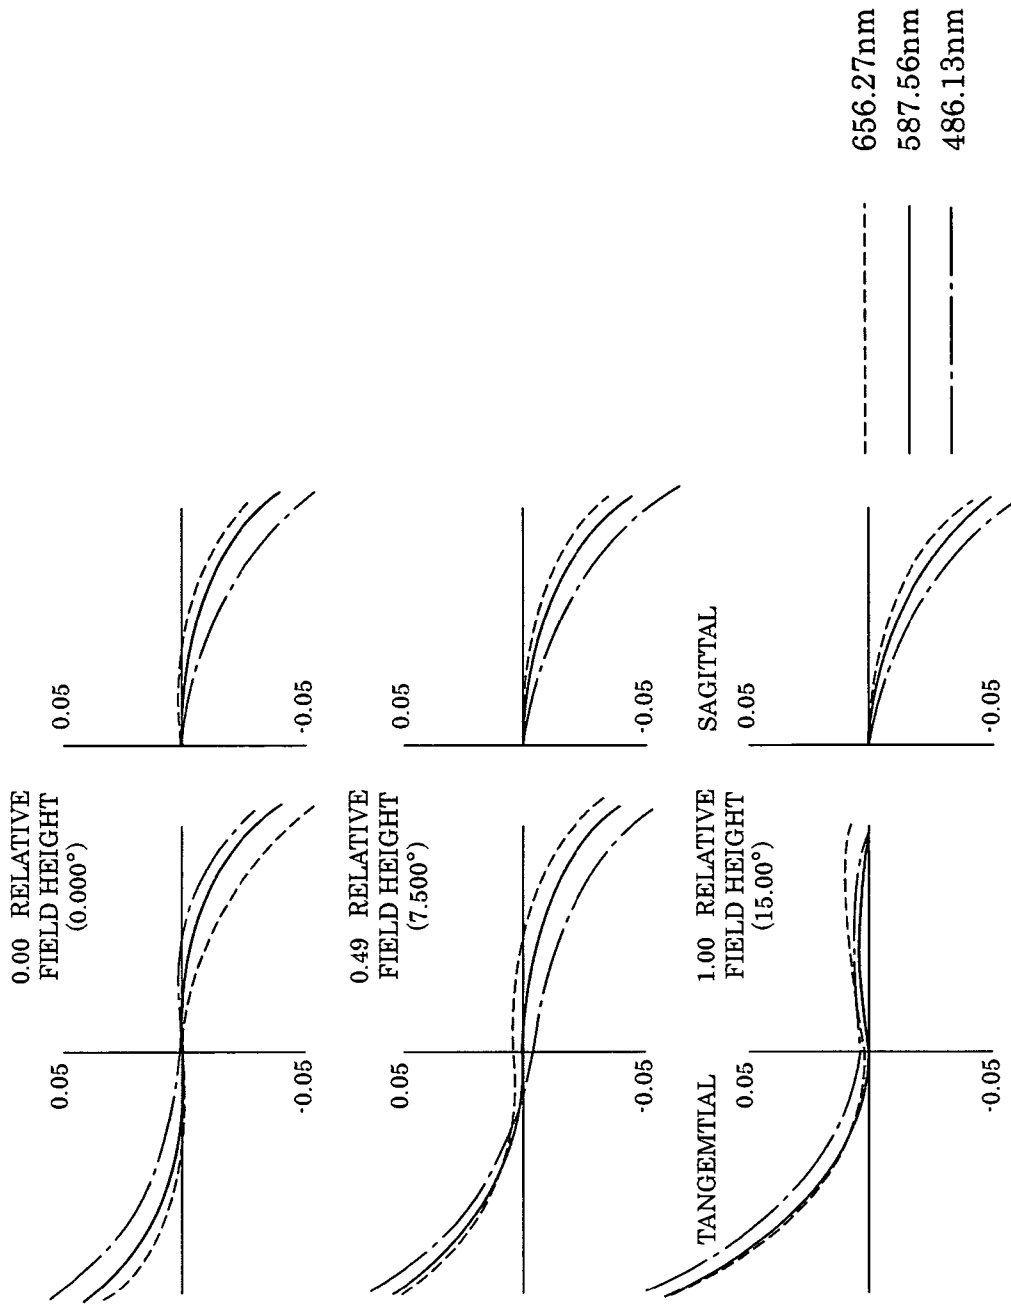 0.00 RELATIVE
FIELD HEIGHT
(0.000°)
0.05
-0.05
0.05
-0.05
0.49 RELATIVE
FIELD HEIGHT
(7.500°)
0.05
-0.05
0.05
-0.05
TANGEMTIAL
1.00 RELATIVE
FIELD HEIGHT
(15.00°)
SAGITTAL
0.05
-0.05
0.05
-0.05
656.27nm
587.56nm
486.13nm